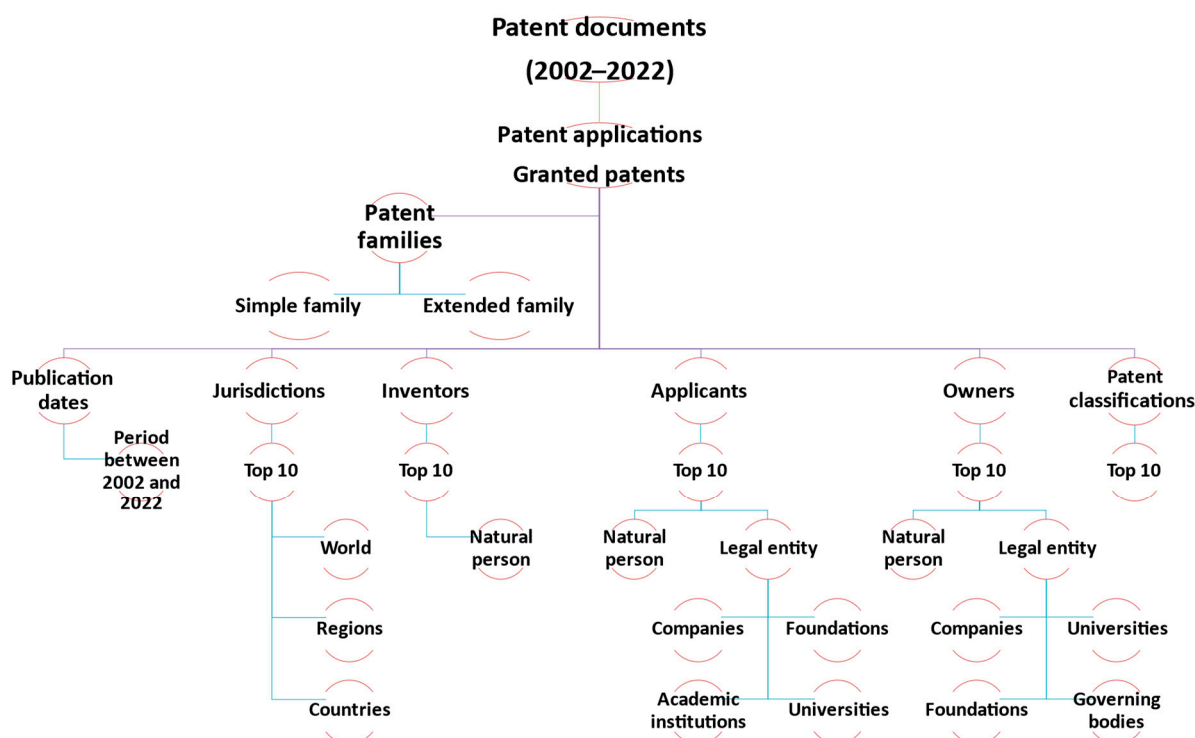 Patent documents
(2002–2022)
Patent applications
Granted patents
Patent
families
Simple family
Extended family
Publication
dates
Jurisdictions
Inventors
Applicants
Owners
Patent
classifications
Period
between
2002 and
2022
Top 10
Top 10
Top 10
Top 10
Top 10
World
Natural
person
Natural
person
Legal entity
Natural
person
Legal entity
Regions
Companies
Foundations
Companies
Universities
Countries
Academic
institutions
Universities
Foundations
Governing
bodies